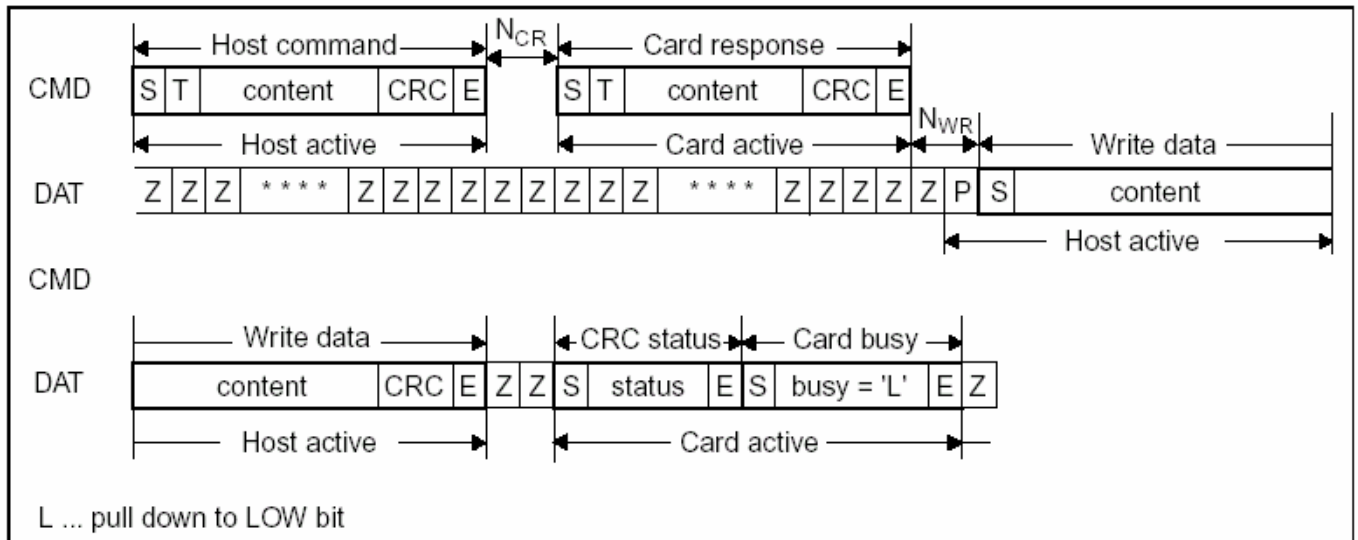 Host command N_CR Card response
CMD S T content CRC E S T content CRC E
Host active Card active N_WR Write data
DAT Z Z Z * * * * Z Z Z Z Z Z Z Z Z * * * * Z Z Z Z Z P S content
Host active
CMD
Write data CRC status Card busy
DAT content CRC E Z Z S status E S busy = 'L' E Z
Host active Card active
L ... pull down to LOW bit